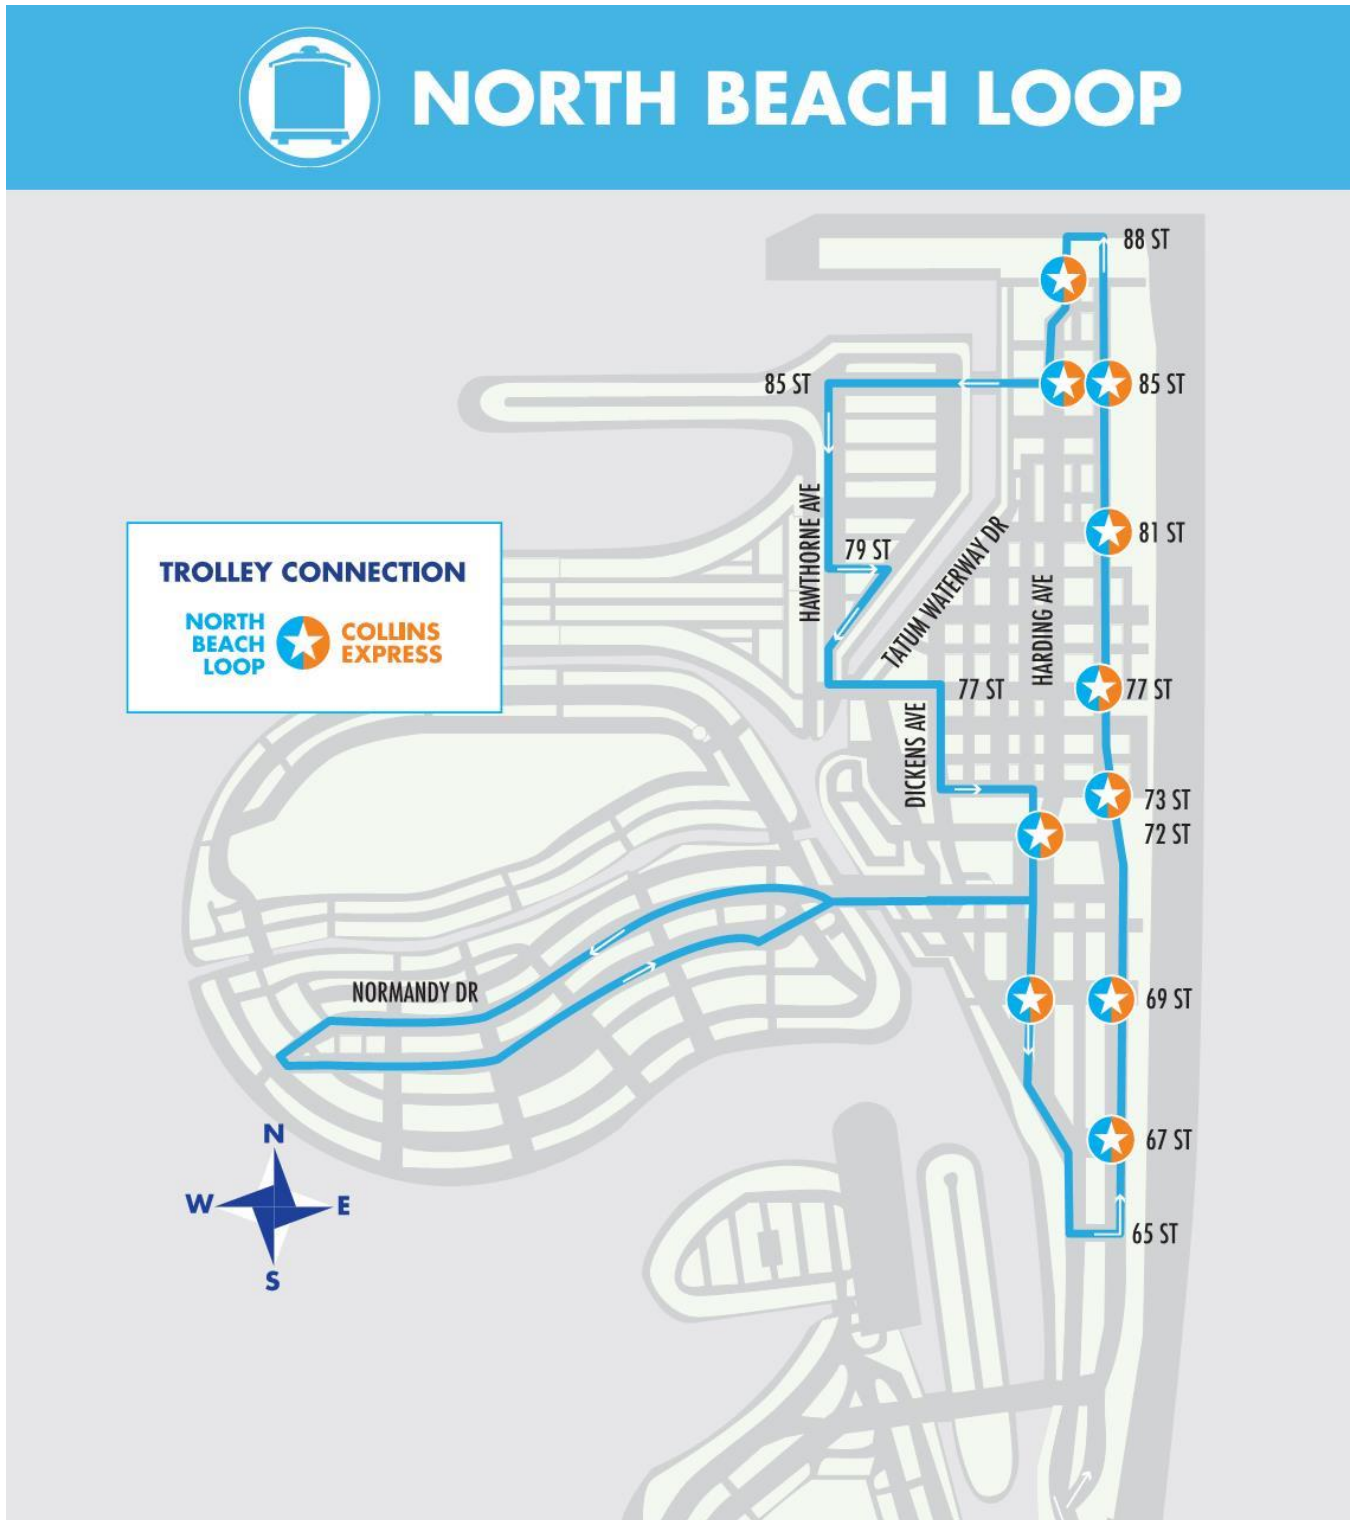 NORTH BEACH LOOP
88 ST
85 ST
85 ST
HAWTHORNE AVE
79 ST
TATUM WATERWAY DR
81 ST
HARDING AVE
TROLLEY CONNECTION
NORTH
BEACH
LOOP
COLLINS
EXPRESS
77 ST
77 ST
DICKENS AVE
73 ST
72 ST
NORMANDY DR
69 ST
67 ST
65 ST
N
W
E
S